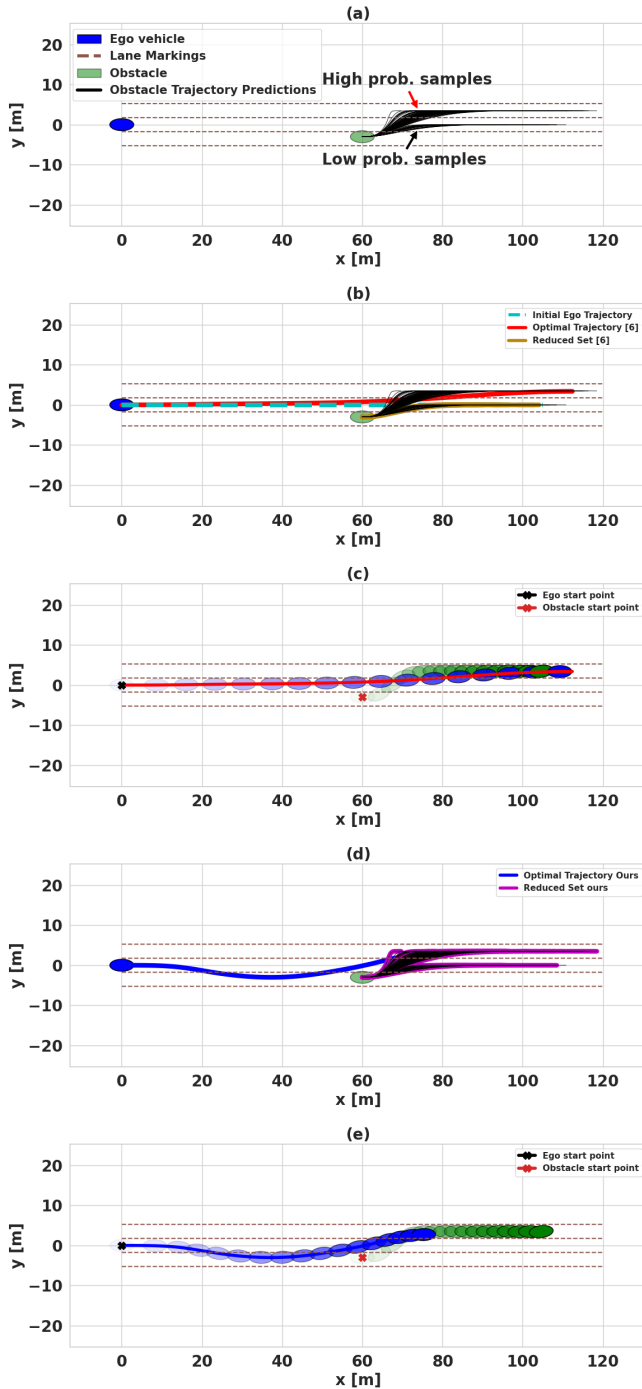 (a)
Ego vehicle
Lane Markings
Obstacle
Obstacle Trajectory Predictions
High prob. samples
Low prob. samples
20
10
0
−10
−20
y [m]
0 20 40 60 80 100 120
x [m]
(b)
Initial Ego Trajectory
Optimal Trajectory [6]
Reduced Set [6]
20
10
0
−10
−20
y [m]
0 20 40 60 80 100 120
x [m]
(c)
Ego start point
Obstacle start point
20
10
0
−10
−20
y [m]
0 20 40 60 80 100 120
x [m]
(d)
Optimal Trajectory Ours
Reduced Set ours
20
10
0
−10
−20
y [m]
0 20 40 60 80 100 120
x [m]
(e)
Ego start point
Obstacle start point
20
10
0
−10
−20
y [m]
0 20 40 60 80 100 120
x [m]